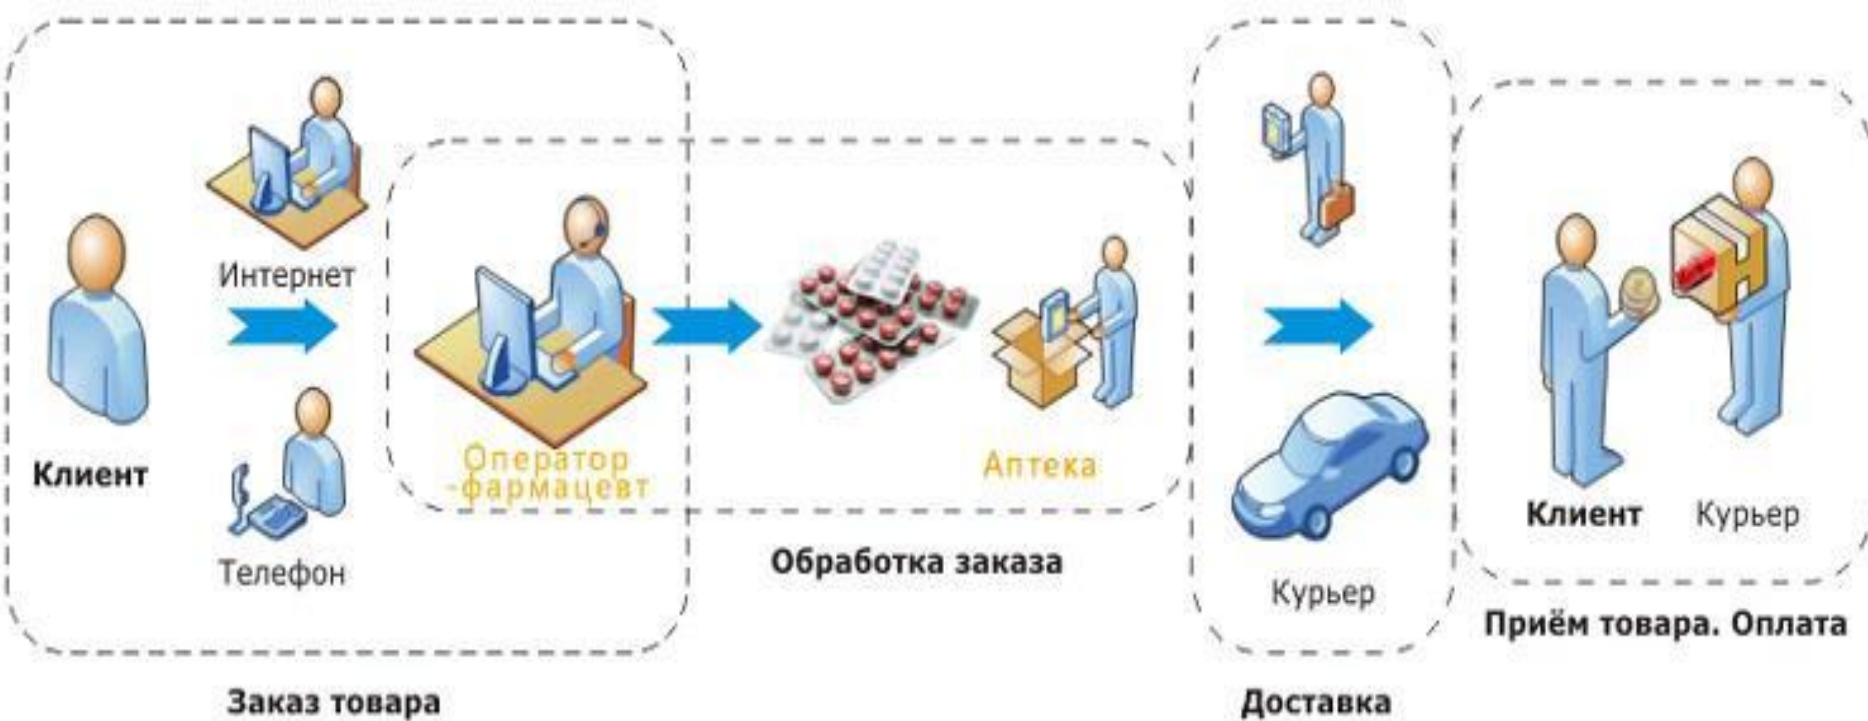 Интернет
Клиент
Телефон
Оператор
-фармацевт
Аптека
Заказ товара
Обработка заказа
Курьер
Доставка
Клиент
Курьер
Приём товара. Оплата